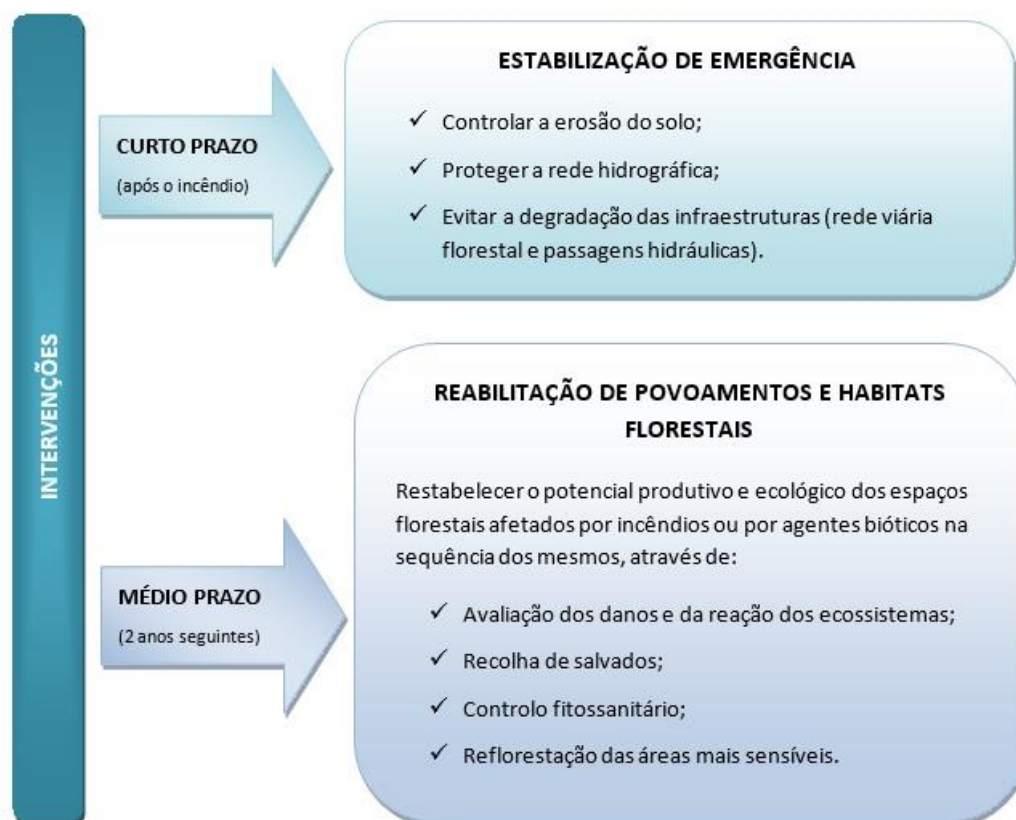 INTERVENÇÕES
CURTO PRAZO
(após o incêndio)
ESTABILIZAÇÃO DE EMERGÊNCIA
✓ Controlar a erosão do solo;
✓ Proteger a rede hidrográfica;
✓ Evitar a degradação das infraestruturas (rede viária
florestal e passagens hidráulicas).
MÉDIO PRAZO
(2 anos seguintes)
REABILITAÇÃO DE POVOAMENTOS E HABITATS
FLORESTAIS
Restabelecer o potencial produtivo e ecológico dos espaços
florestais afetados por incêndios ou por agentes bióticos na
sequência dos mesmos, através de:
✓ Avaliação dos danos e da reação dos ecossistemas;
✓ Recolha de salvados;
✓ Controlo fitossanitário;
✓ Reflorestação das áreas mais sensíveis.